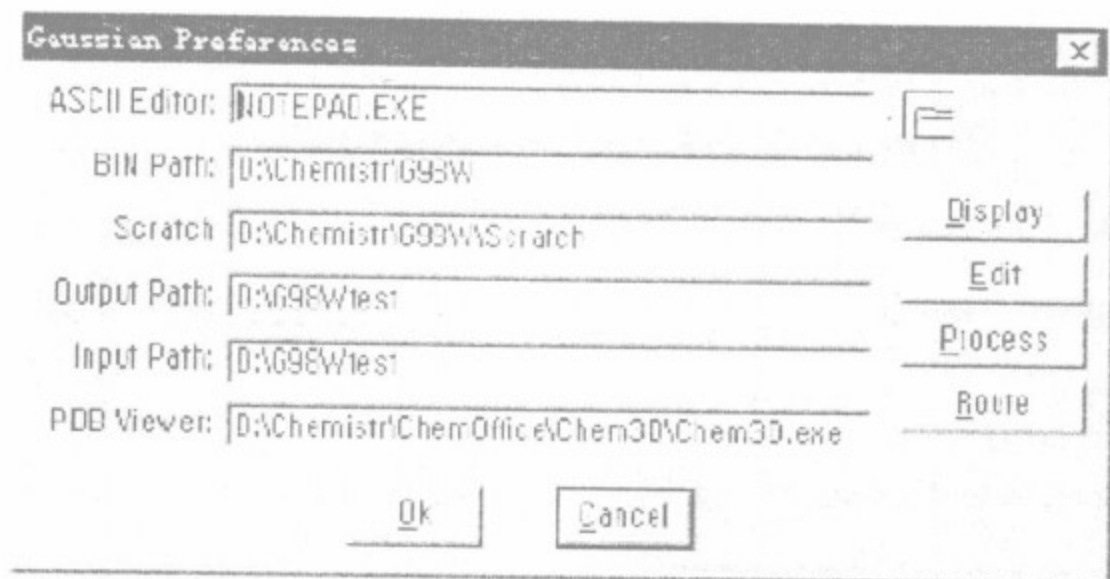 Gaussian Preferences
ASCII Editor: NOTEPAD.EXE
BIN Path: D:\Chemistr\G98W
Scratch D:\Chemistr\G98W\Scratch
Output Path: D:\G98Wtest
Input Path: D:\G98Wtest
PDB Viewer: D:\Chemistr\ChemOffice\Chem3D\Chem3D.exe
Display
Edit
Process
Route
Ok
Cancel